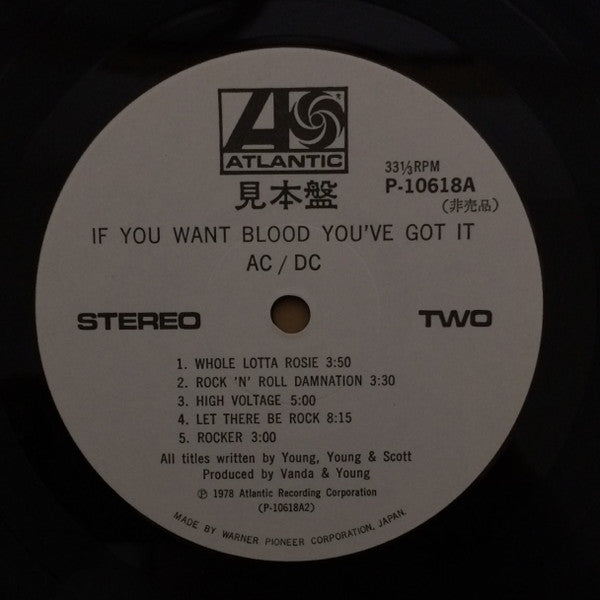 ATLANTIC
33⅓RPM
P-10618A
見本盤
(非売品)
IF YOU WANT BLOOD YOU'VE GOT IT
AC / DC
STEREO
TWO
1. WHOLE LOTTA ROSIE 3:50
2. ROCK 'N' ROLL DAMNATION 3:30
3. HIGH VOLTAGE 5:00
4. LET THERE BE ROCK 8:15
5. ROCKER 3:00
All titles written by Young, Young & Scott
Produced by Vanda & Young
℗ 1978 Atlantic Recording Corporation
(P-10618A2)
MADE BY WARNER PIONEER CORPORATION, JAPAN.